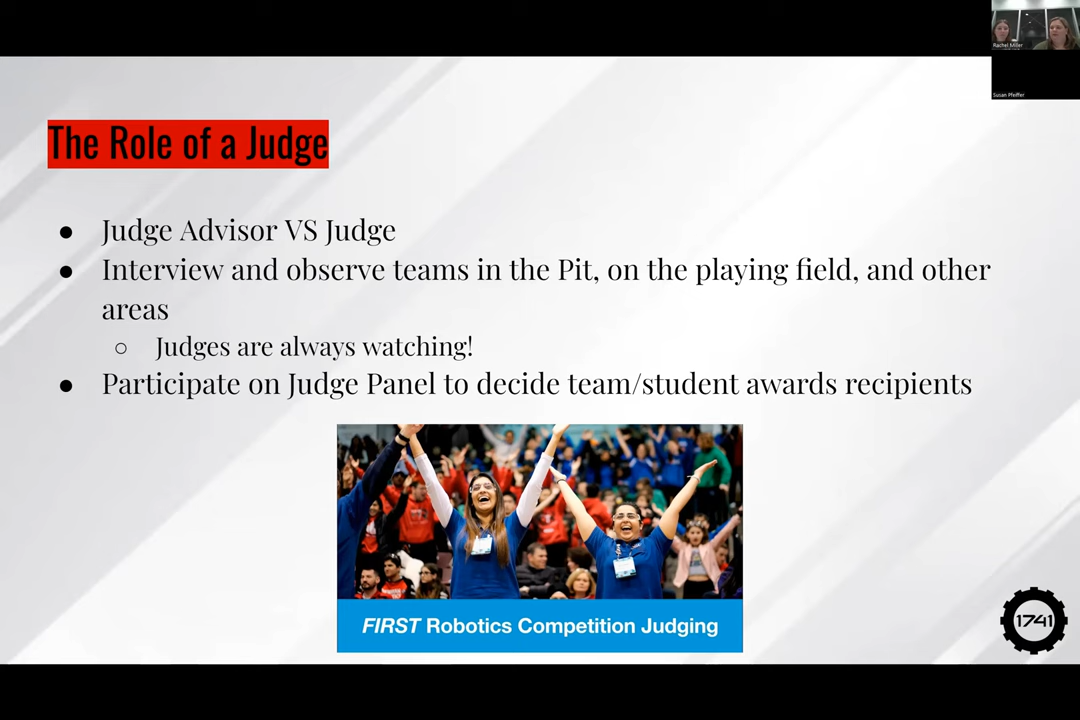 Rachel Miller
Susan Pfeiffer
The Role of a Judge
● Judge Advisor VS Judge
● Interview and observe teams in the Pit, on the playing field, and other
areas
○ Judges are always watching!
● Participate on Judge Panel to decide team/student awards recipients
FIRST Robotics Competition Judging
1741